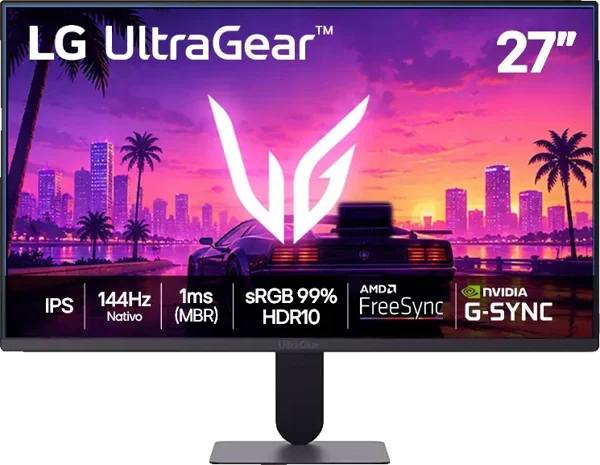 LG UltraGear™
27"
IPS
144Hz
Nativo
1ms
(MBR)
sRGB 99%
HDR10
AMD
FreeSync
NVIDIA
G-SYNC
UltraGear